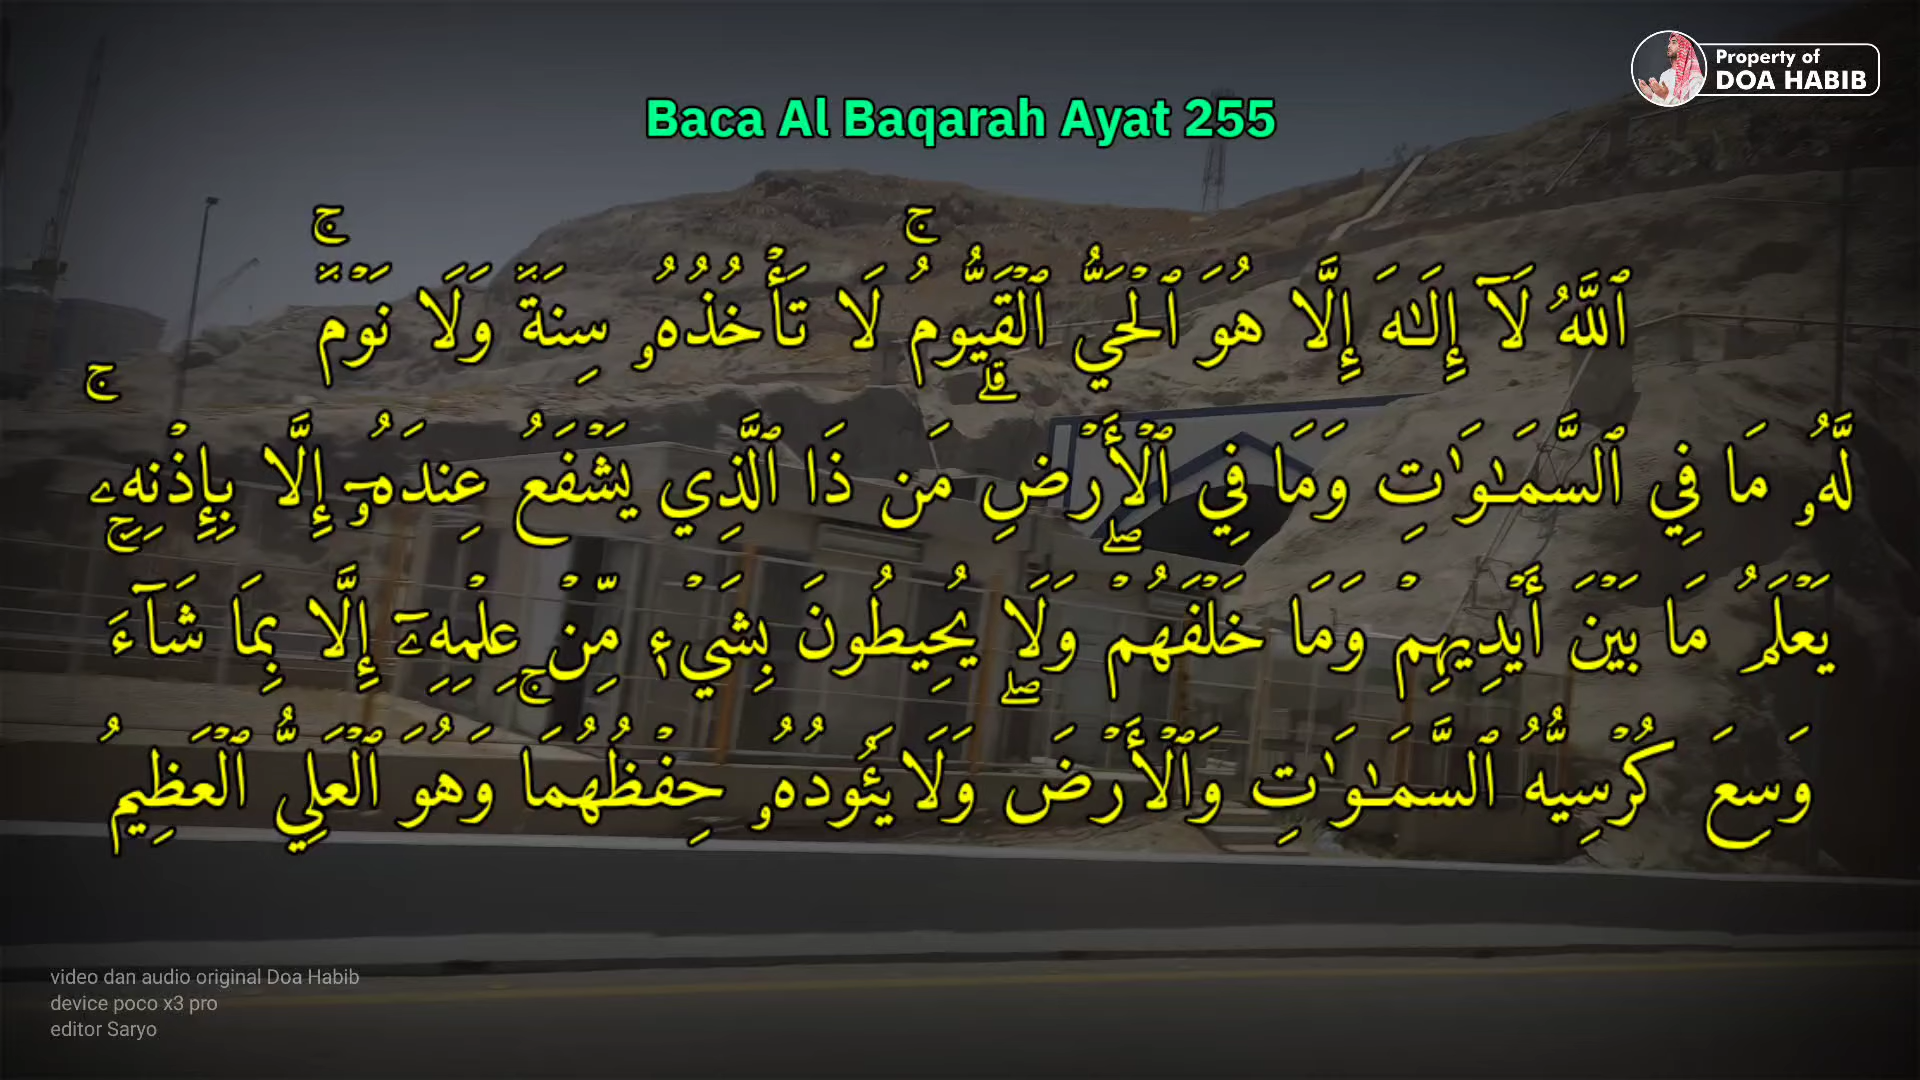 Property of
DOA HABIB
Baca Al Baqarah Ayat 255
ٱللَّهُ لَآ إِلَـٰهَ إِلَّا هُوَ ٱلۡحَيُّ ٱلۡقَيُّومُۚ لَا تَأۡخُذُهُۥ سِنَةٞ وَلَا نَوۡمٞۚ
لَّهُۥ مَا فِي ٱلسَّمَـٰوَٰتِ وَمَا فِي ٱلۡأَرۡضِۗ مَن ذَا ٱلَّذِي يَشۡفَعُ عِندَهُۥٓ إِلَّا بِإِذۡنِهِۦۚ
يَعۡلَمُ مَا بَيۡنَ أَيۡدِيهِمۡ وَمَا خَلۡفَهُمۡۖ وَلَا يُحِيطُونَ بِشَيۡءٖ مِّنۡ عِلۡمِهِۦٓ إِلَّا بِمَا شَآءَۚ
وَسِعَ كُرۡسِيُّهُ ٱلسَّمَـٰوَٰتِ وَٱلۡأَرۡضَۖ وَلَا يَـُٔودُهُۥ حِفۡظُهُمَاۚ وَهُوَ ٱلۡعَلِيُّ ٱلۡعَظِيمُ
video dan audio original Doa Habib
device poco x3 pro
editor Saryo